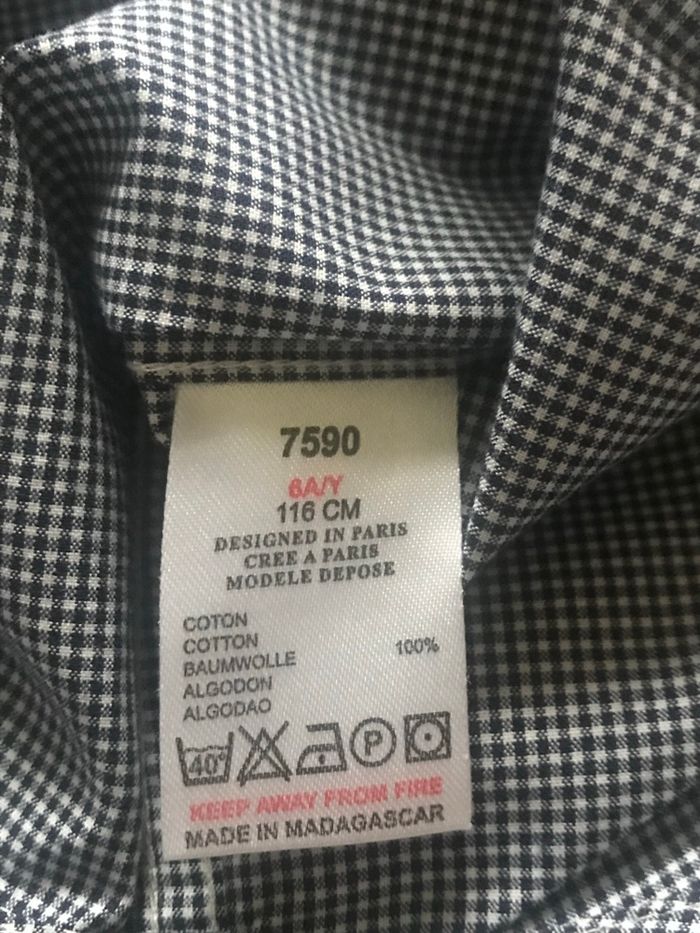 7590
6A/Y
116 CM
DESIGNED IN PARIS
CREE A PARIS
MODELE DEPOSE
COTON
COTTON
BAUMWOLLE 100%
ALGODON
ALGODAO
40° P
KEEP AWAY FROM FIRE
MADE IN MADAGASCAR